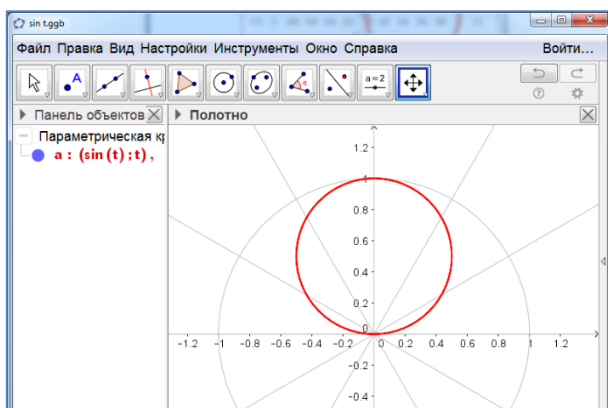 sin t.ggb
Файл Правка Вид Настройки Инструменты Окно Справка Войти...
a=2
Панель объектов
Полотно
Параметрическая кр
a : (sin(t);t),
1.2
1
0.8
0.6
0.4
0.2
0
-1.2 -1 -0.8 -0.6 -0.4 -0.2 0 0.2 0.4 0.6 0.8 1 1.2
-0.2
-0.4